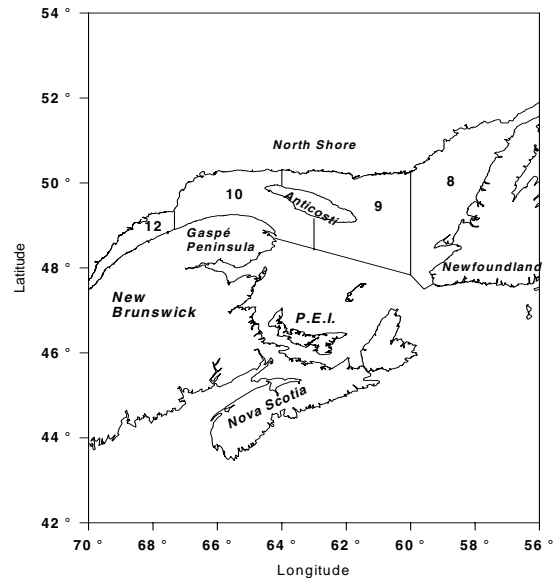 54 °
52 °
North Shore
50 °
10
Anticosti
9
8
12
Gaspé
Peninsula
Latitude
48 °
Newfoundland
New
Brunswick
P.E.I.
46 °
Nova Scotia
44 °
42 °
70 °
68 °
66 °
64 °
62 °
60 °
58 °
56 °
Longitude